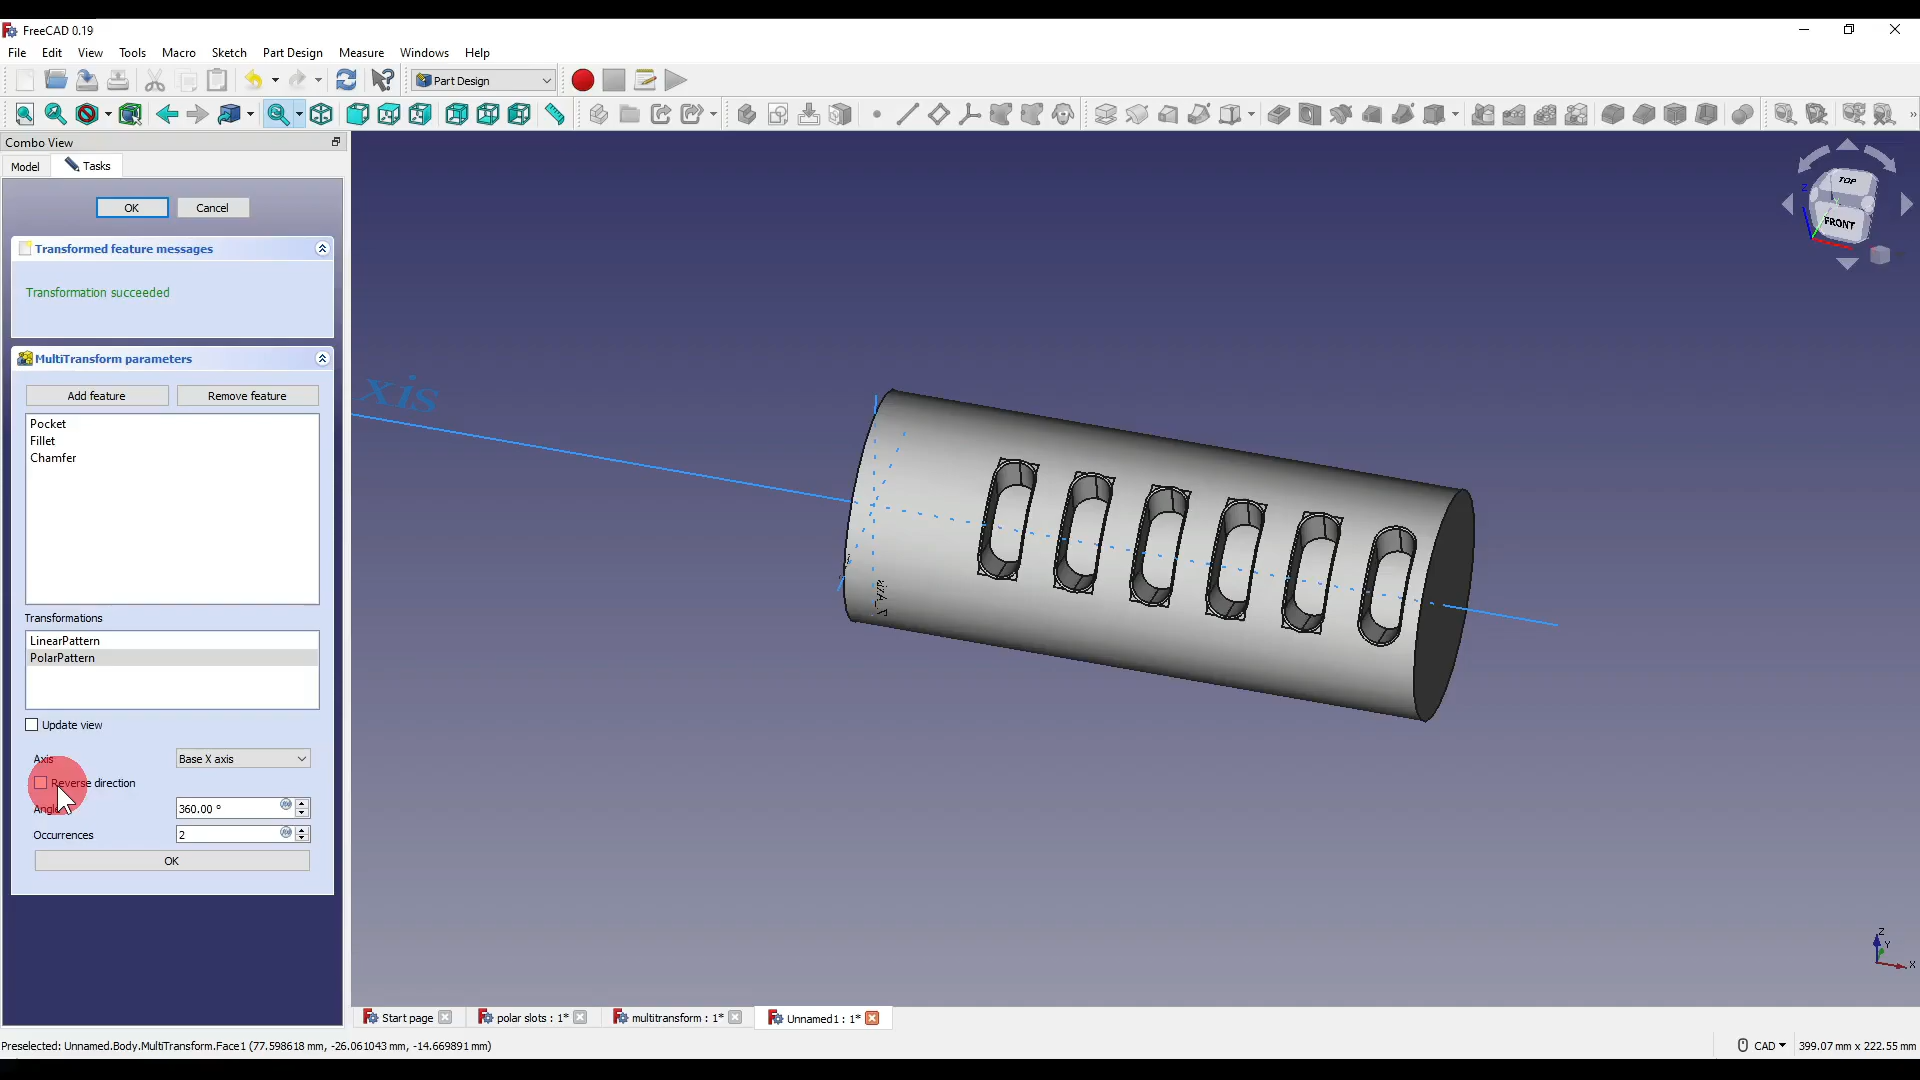 FreeCAD 0.19
File Edit View Tools Macro Sketch Part Design Measure Windows Help
Part Design
Combo View
Model Tasks
OK Cancel
Transformed feature messages
Transformation succeeded
MultiTransform parameters
Add feature Remove feature
Pocket
Fillet
Chamfer
Transformations
LinearPattern
PolarPattern
Update view
Axis Base X axis
Reverse direction
Angle 360.00 °
Occurrences 2
OK
xis
TOP
FRONT
Z
Z
Y
X
Start page polar slots : 1* multitransform : 1* Unnamed1 : 1*
Preselected: Unnamed.Body.MultiTransform.Face1 (77.598618 mm, -26.061043 mm, -14.669891 mm) CAD 399.07 mm x 222.55 mm